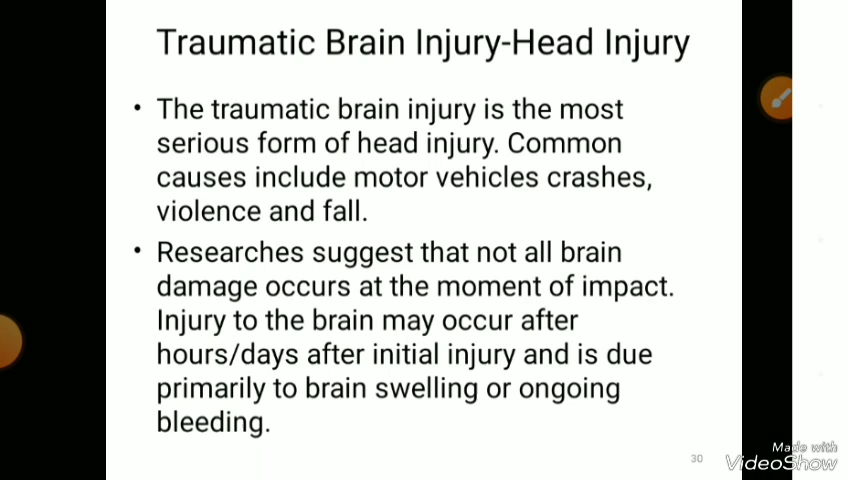 Traumatic Brain Injury-Head Injury
• The traumatic brain injury is the most
serious form of head injury. Common
causes include motor vehicles crashes,
violence and fall.
• Researches suggest that not all brain
damage occurs at the moment of impact.
Injury to the brain may occur after
hours/days after initial injury and is due
primarily to brain swelling or ongoing
bleeding.
30
Made with
VideoShow